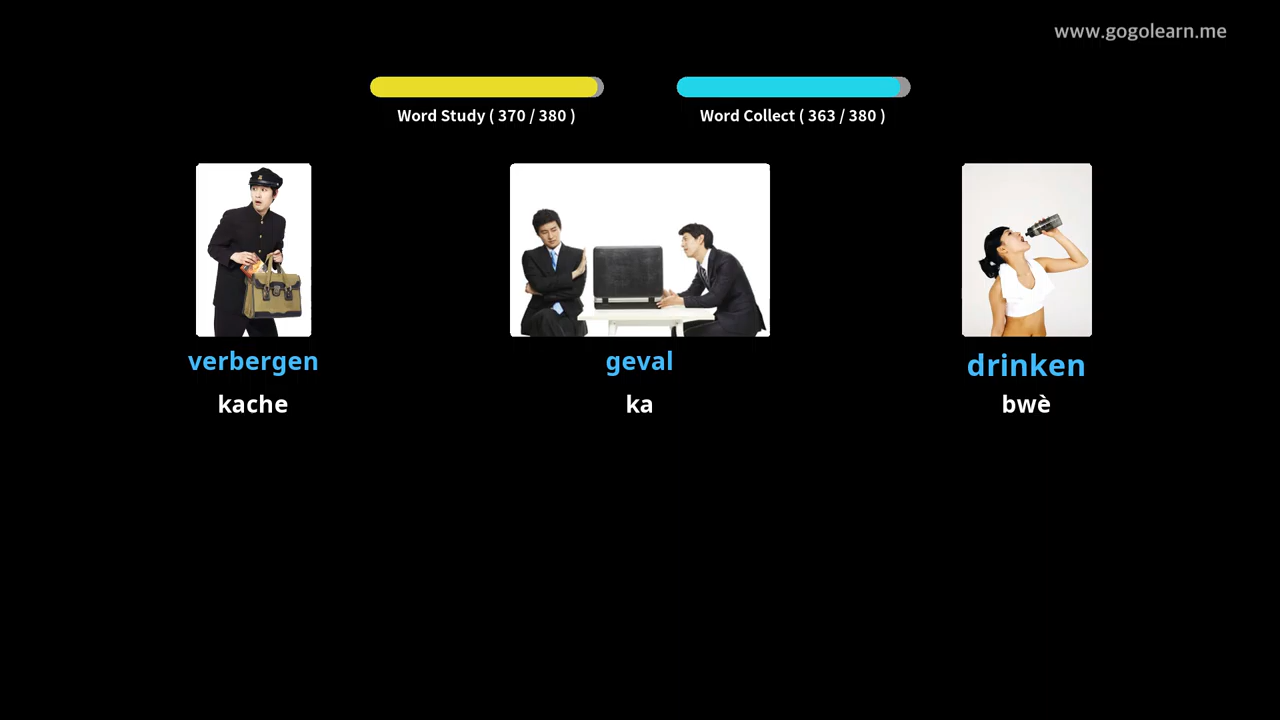 www.gogolearn.me
Word Study ( 370 / 380 )
Word Collect ( 363 / 380 )
verbergen
geval
drinken
kache
ka
bwè